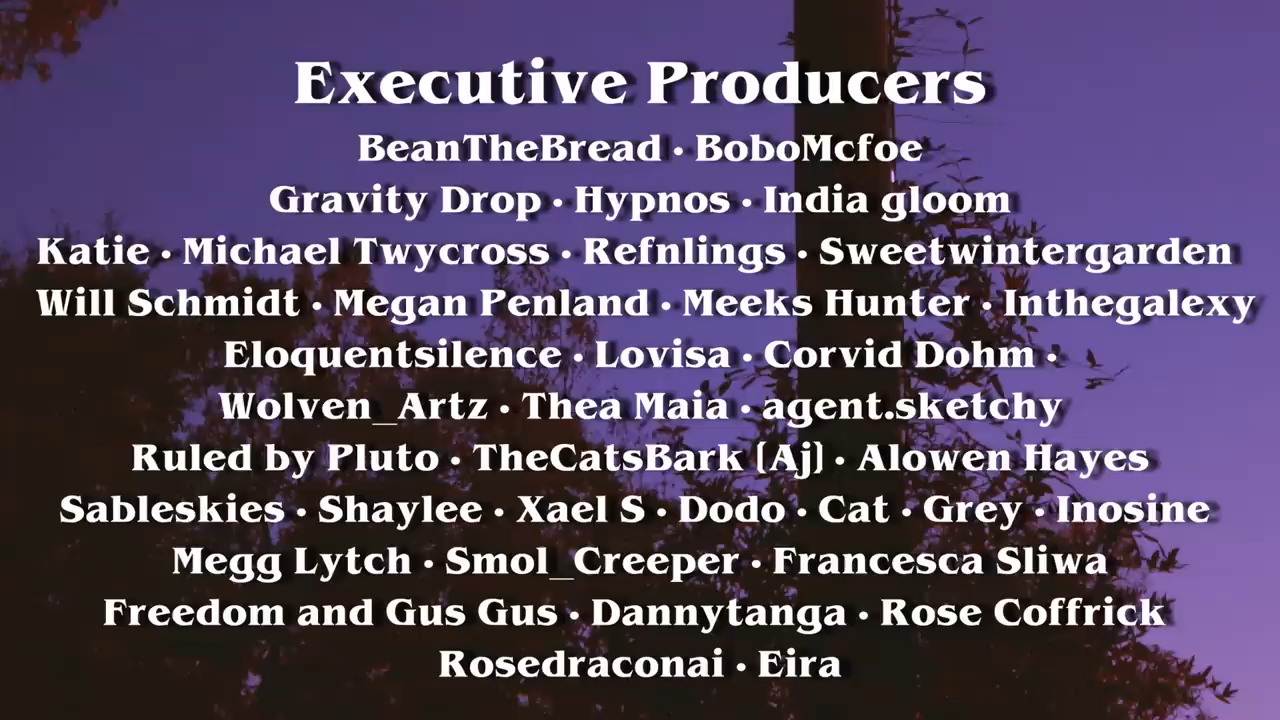 Executive Producers
BeanTheBread • BoboMcfoe
Gravity Drop • Hypnos • India gloom
Katie • Michael Twycross • Refnlings • Sweetwintergarden
Will Schmidt • Megan Penland • Meeks Hunter • Inthegalexy
Eloquentsilence • Lovisa • Corvid Dohm •
Wolven_Artz • Thea Maia • agent.sketchy
Ruled by Pluto • TheCatsBark (Aj) • Alowen Hayes
Sableskies • Shaylee • Xael S • Dodo • Cat • Grey • Inosine
Megg Lytch • Smol_Creeper • Francesca Sliwa
Freedom and Gus Gus • Dannytanga • Rose Coffrick
Rosedraconai • Eira